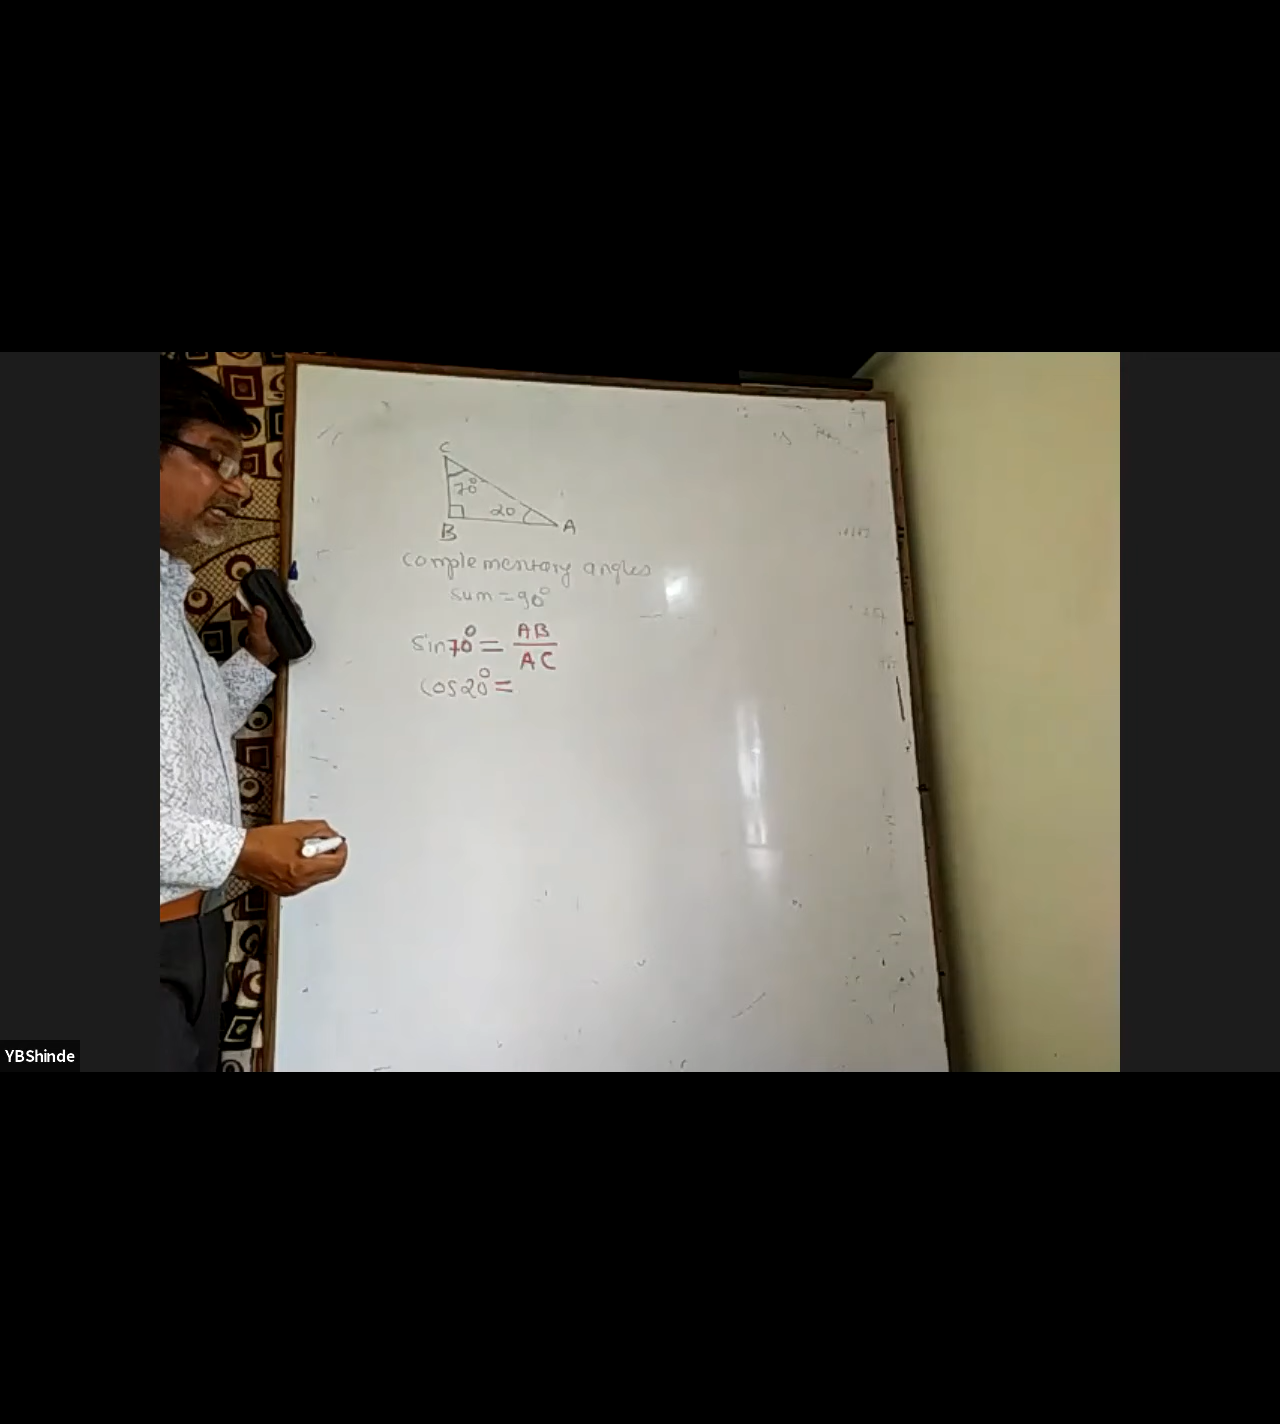 C
70°
20
B
A
complementary angles
sum = 90°
sin 70° = AB/AC
cos 20° =
YBShinde